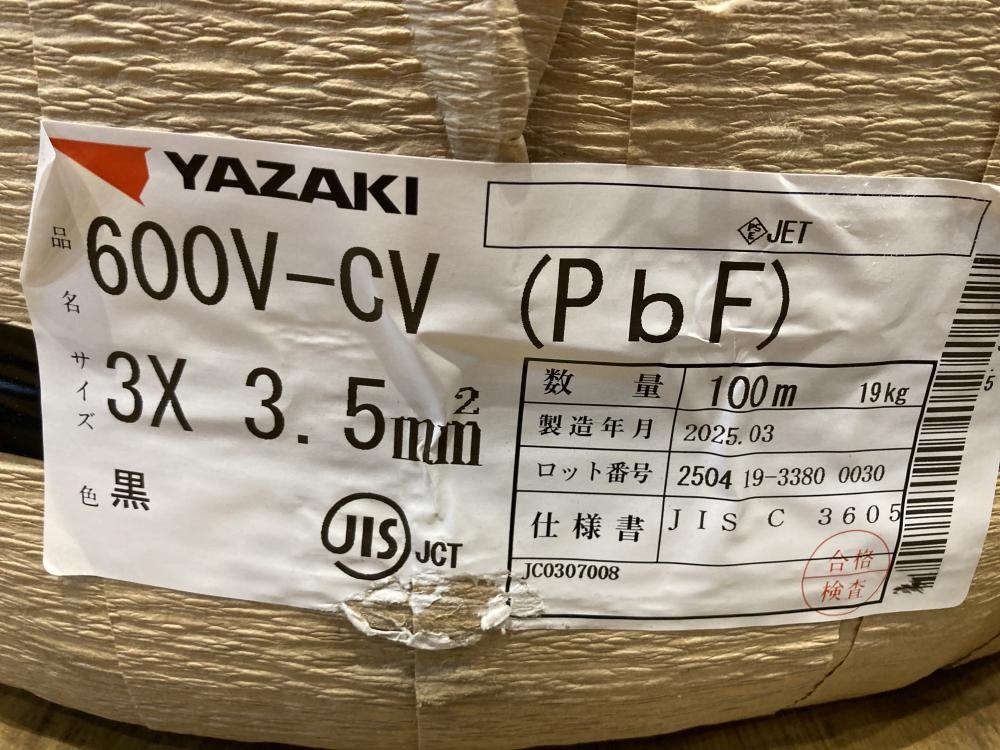 YAZAKI
PSE JET
品名 600V-CV (PbF)
サイズ 3X 3.5mm²
色 黒
JIS JCT
数量 100m 19kg
製造年月 2025.03
ロット番号 2504 19-3380 0030
仕様書 JIS C 3605
JC0307008
合格
検査
5